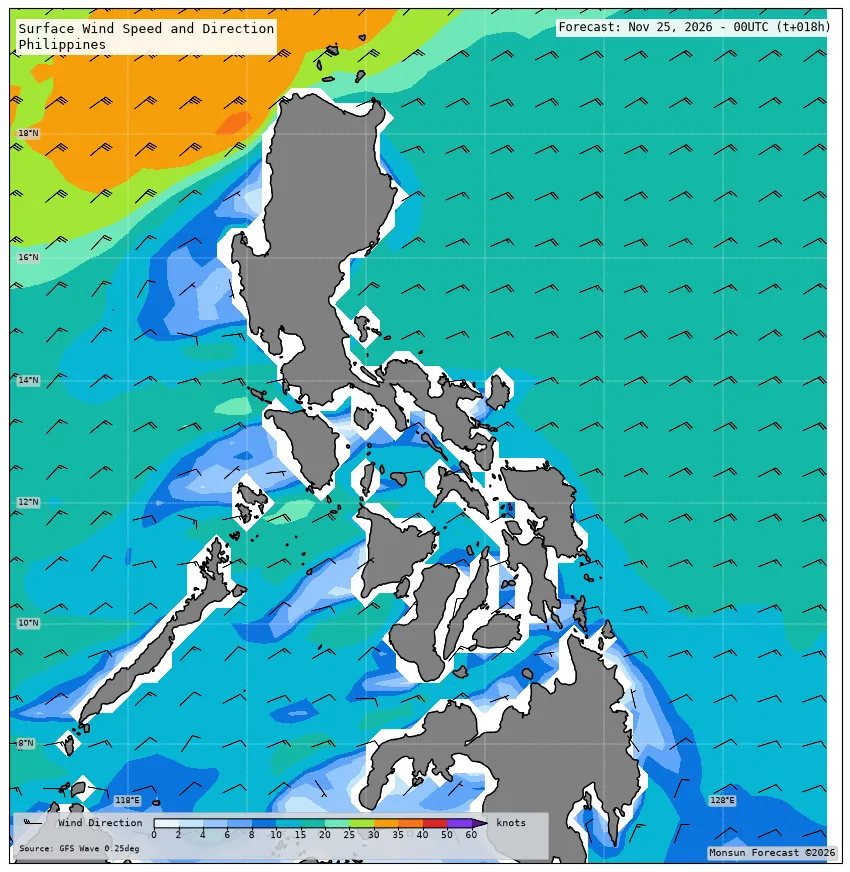 Surface Wind Speed and Direction
Philippines
Forecast: Nov 25, 2026 - 00UTC (t+018h)
18°N
16°N
14°N
12°N
10°N
8°N
118°E
128°E
Wind Direction
knots
0 2 4 6 8 10 15 20 25 30 35 40 50 60
Source: GFS Wave 0.25deg
Monsun Forecast ©2026